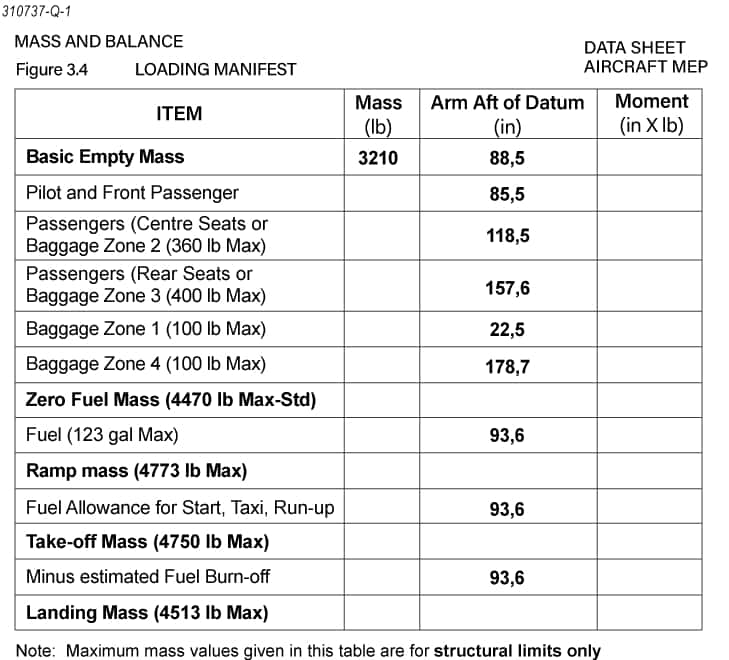 310737-Q-1
MASS AND BALANCE
DATA SHEET
Figure 3.4 LOADING MANIFEST
AIRCRAFT MEP
ITEM
Mass
(lb)
Arm Aft of Datum
(in)
Moment
(in X lb)
Basic Empty Mass 3210 88,5
Pilot and Front Passenger 85,5
Passengers (Centre Seats or
Baggage Zone 2 (360 lb Max)
118,5
Passengers (Rear Seats or
Baggage Zone 3 (400 lb Max)
157,6
Baggage Zone 1 (100 lb Max) 22,5
Baggage Zone 4 (100 lb Max) 178,7
Zero Fuel Mass (4470 lb Max-Std)
Fuel (123 gal Max) 93,6
Ramp mass (4773 lb Max)
Fuel Allowance for Start, Taxi, Run-up 93,6
Take-off Mass (4750 lb Max)
Minus estimated Fuel Burn-off 93,6
Landing Mass (4513 lb Max)
Note: Maximum mass values given in this table are for structural limits only